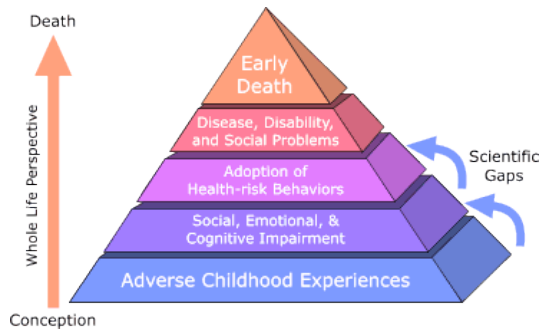 Death
Whole Life Perspective
Conception
Early
Death
Disease, Disability,
and Social Problems
Adoption of
Health-risk Behaviors
Social, Emotional, &
Cognitive Impairment
Adverse Childhood Experiences
Scientific
Gaps